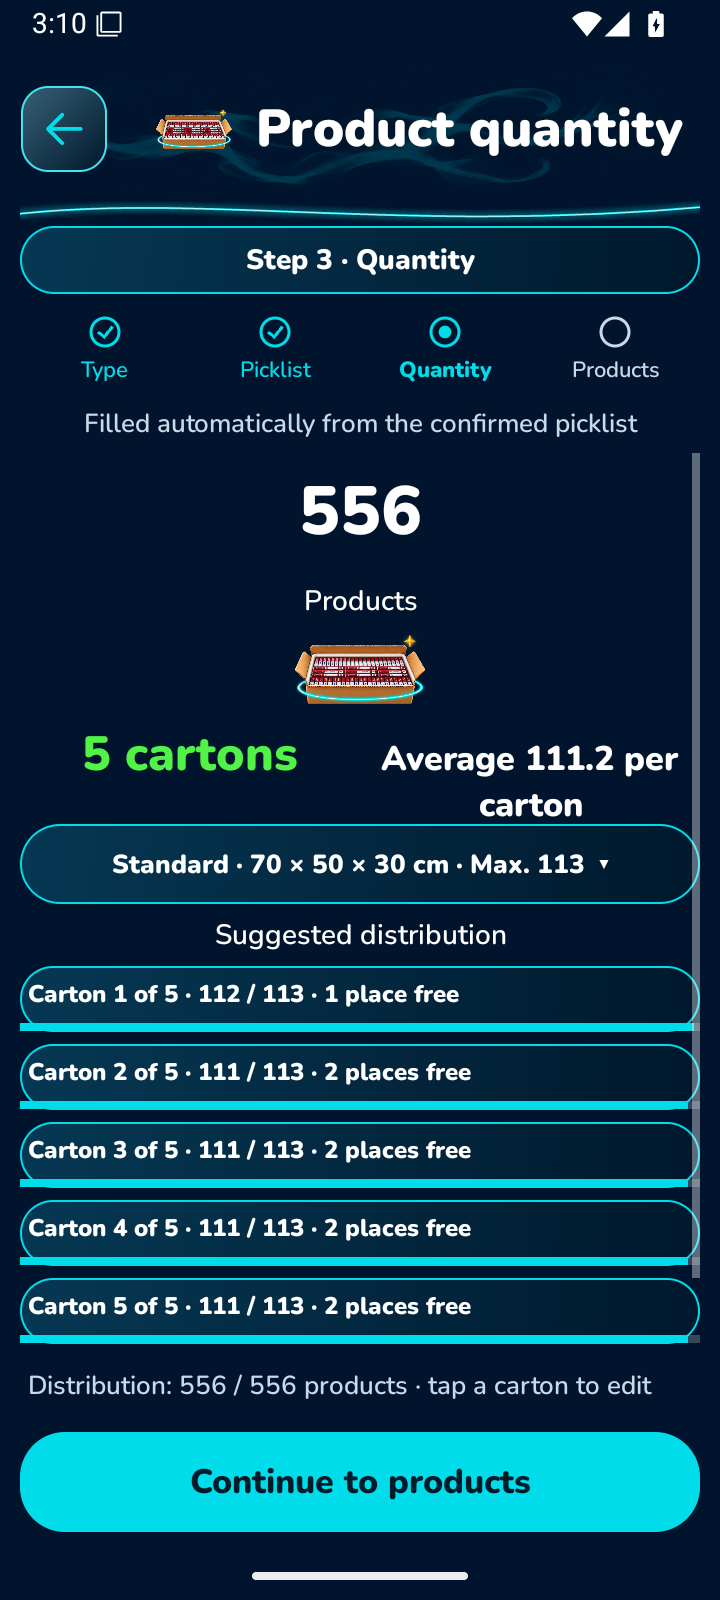 3:10
Product quantity
Step 3 · Quantity
Type
Picklist
Quantity
Products
Filled automatically from the confirmed picklist
556
Products
5 cartons
Average 111.2 per
carton
Standard · 70 × 50 × 30 cm · Max. 113 ▼
Suggested distribution
Carton 1 of 5 · 112 / 113 · 1 place free
Carton 2 of 5 · 111 / 113 · 2 places free
Carton 3 of 5 · 111 / 113 · 2 places free
Carton 4 of 5 · 111 / 113 · 2 places free
Carton 5 of 5 · 111 / 113 · 2 places free
Distribution: 556 / 556 products · tap a carton to edit
Continue to products